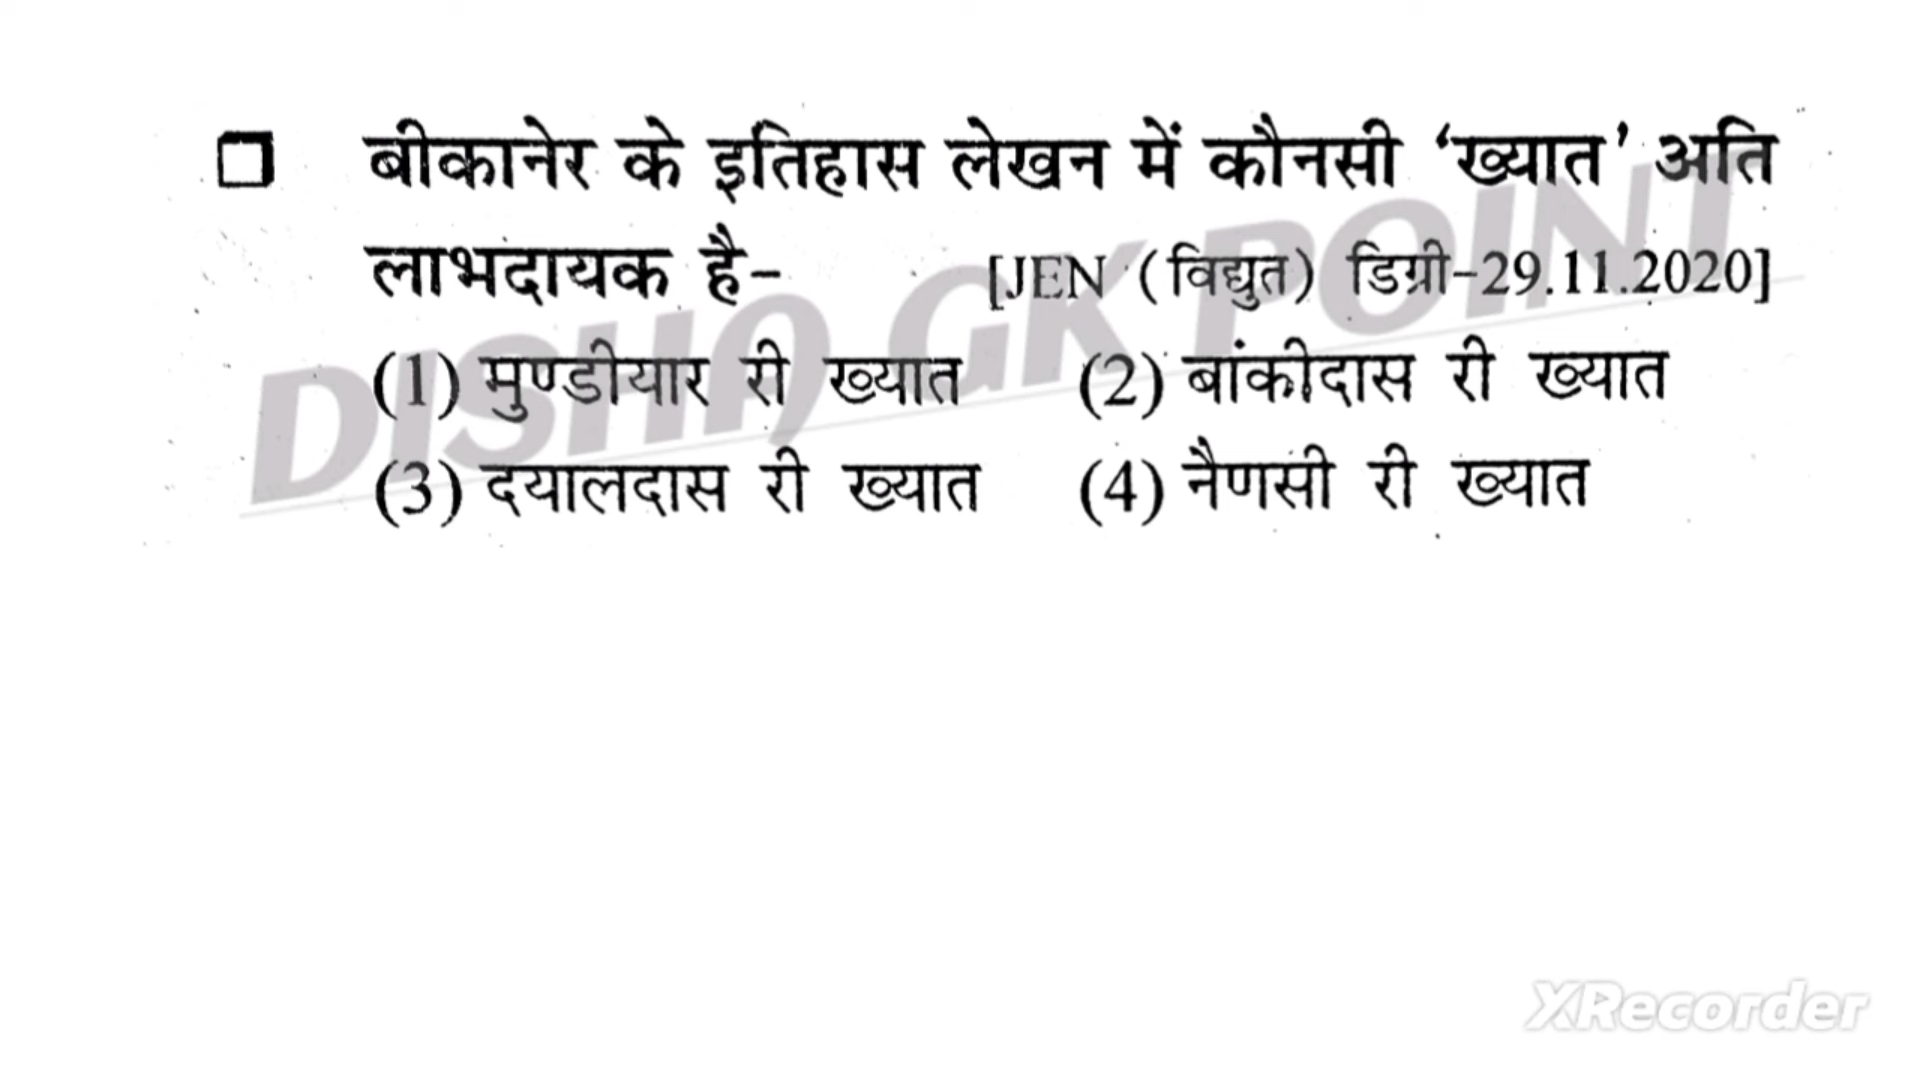 बीकानेर के इतिहास लेखन में कौनसी ‘ख्यात’ अति
लाभदायक है- [JEN (विद्युत) डिग्री-29.11.2020]
(1) मुण्डीयार री ख्यात (2) बांकीदास री ख्यात
(3) दयालदास री ख्यात (4) नैणसी री ख्यात
DISHA GK POINT
XRecorder